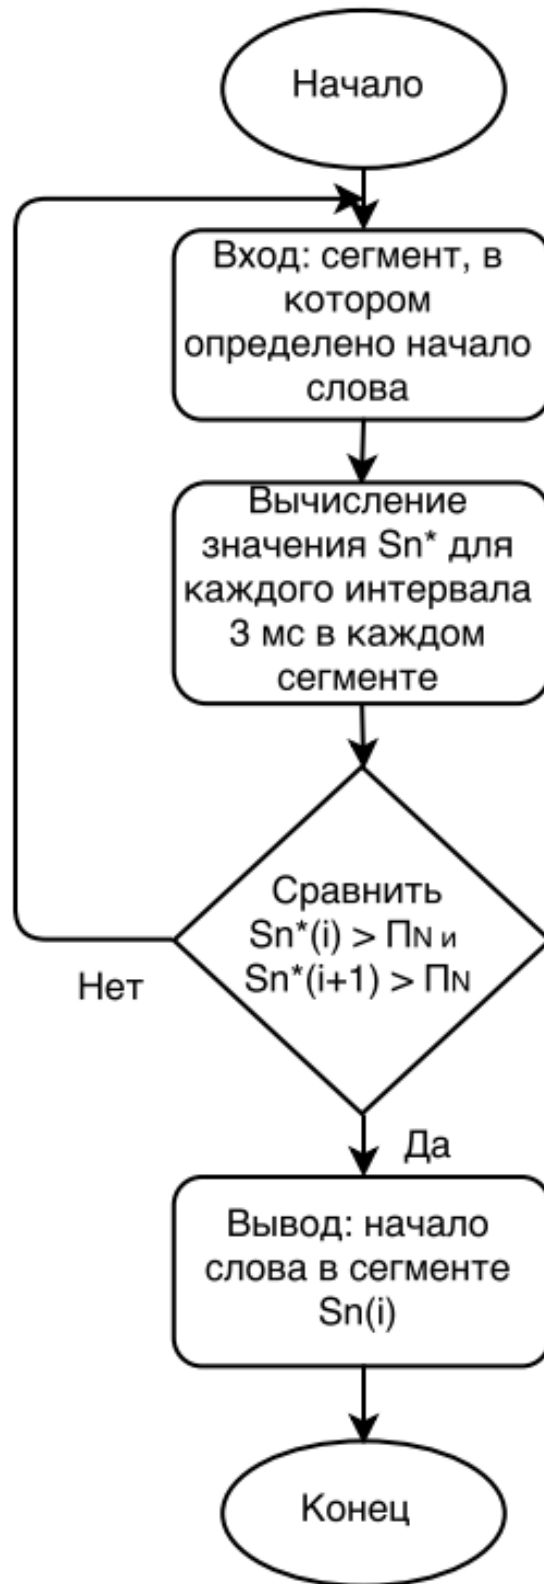 Начало
Вход: сегмент, в
котором
определено начало
слова
Вычисление
значения Sn* для
каждого интервала
3 мс в каждом
сегменте
Сравнить
Sn*(i) > ПN и
Sn*(i+1) > ПN
Нет
Да
Вывод: начало
слова в сегменте
Sn(i)
Конец